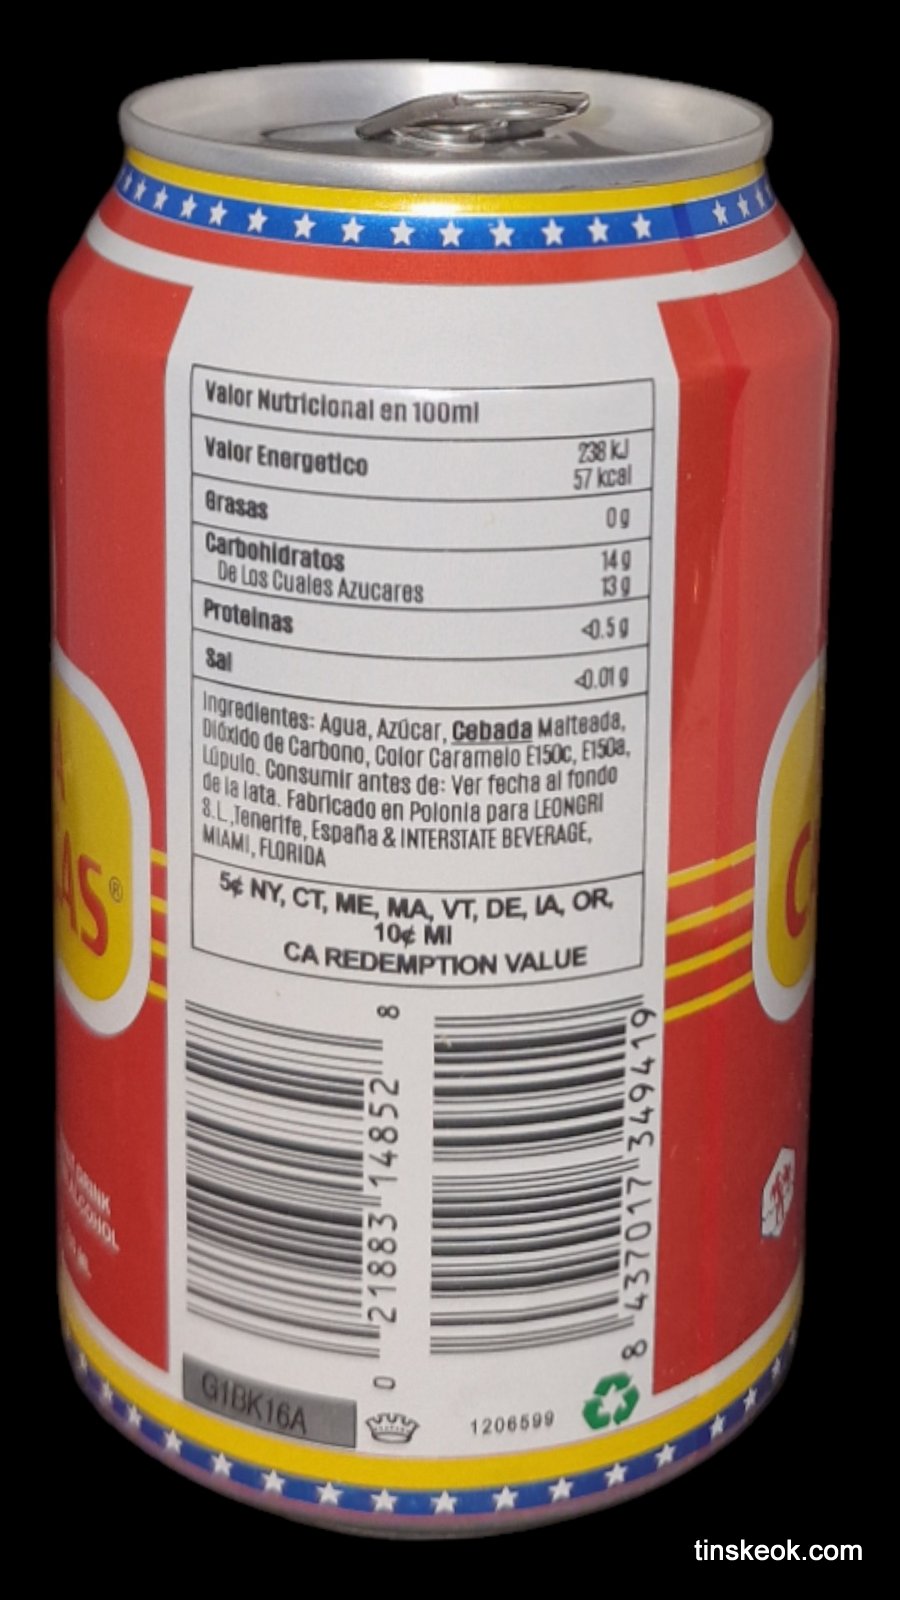 Valor Nutricional en 100ml
Valor Energetico 238 kJ
57 kcal
Grasas 0 g
Carbohidratos 14 g
De Los Cuales Azucares 13 g
Proteinas <0.5 g
Sal <0.01 g
Ingredientes: Agua, Azúcar, Cebada Malteada,
Dióxido de Carbono, Color Caramelo E150c, E150a,
Lúpulo. Consumir antes de: Ver fecha al fondo
de la lata. Fabricado en Polonia para LEONGRI
S.L.,Tenerife, España & INTERSTATE BEVERAGE,
MIAMI, FLORIDA
5¢ NY, CT, ME, MA, VT, DE, IA, OR,
10¢ MI
CA REDEMPTION VALUE
0 21883 14852 8
8 437017 349419
G1BK16A
1206599
AS®
DRINK
ALCOHOL
tinskeok.com